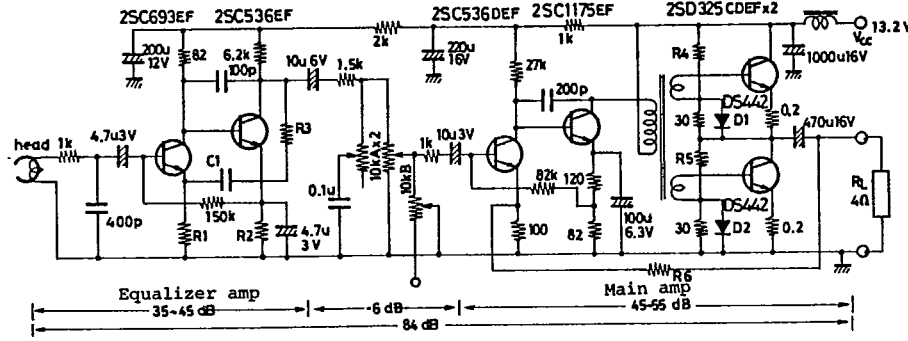 2SC693EF 2SC536EF 2SC536DEF 2SC1175EF 2SD325CDEFx2
200u 12V
82
6.2k
100p
10u 6V
1.5k
2k
220u 16V
27k
1k
200p
R4
DS442
D1
0.2
13.2V
Vcc
1000u16V
470u16V
head
1k
4.7u3V
C1
R3
10kAx2
10kB
1k
10u3V
82k
120
30
R5
RL
4Ω
400p
150k
R1
R2
4.7u
3V
0.1u
100
82
100u
6.3V
30
DS442
D2
0.2
R6
Equalizer amp
35~45 dB
-6 dB
Main amp
45-55 dB
84 dB